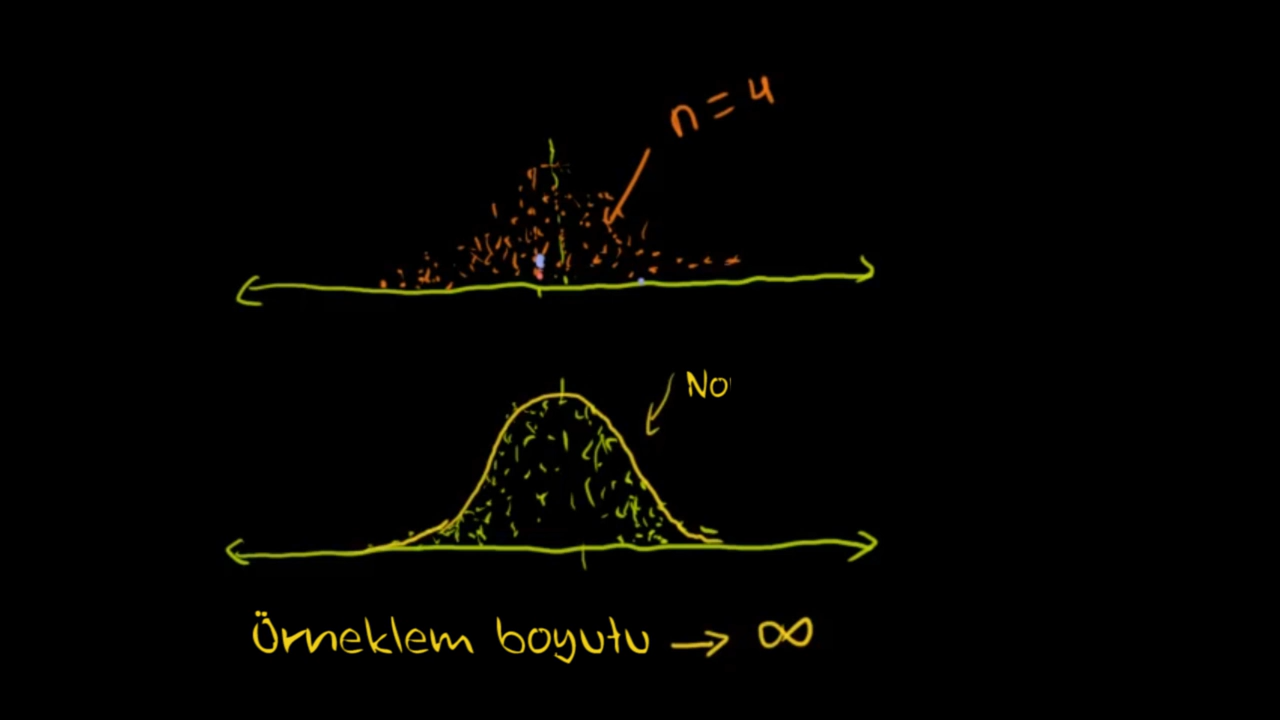 n = 4
No
Örneklem boyutu → ∞